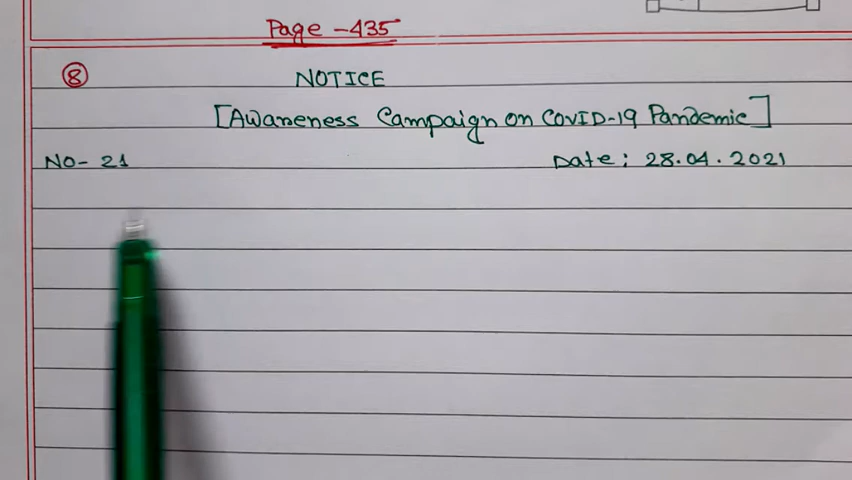 Page -435
⑧ NOTICE
[Awareness Campaign on COVID-19 Pandemic]
NO- 21 Date: 28.04.2021